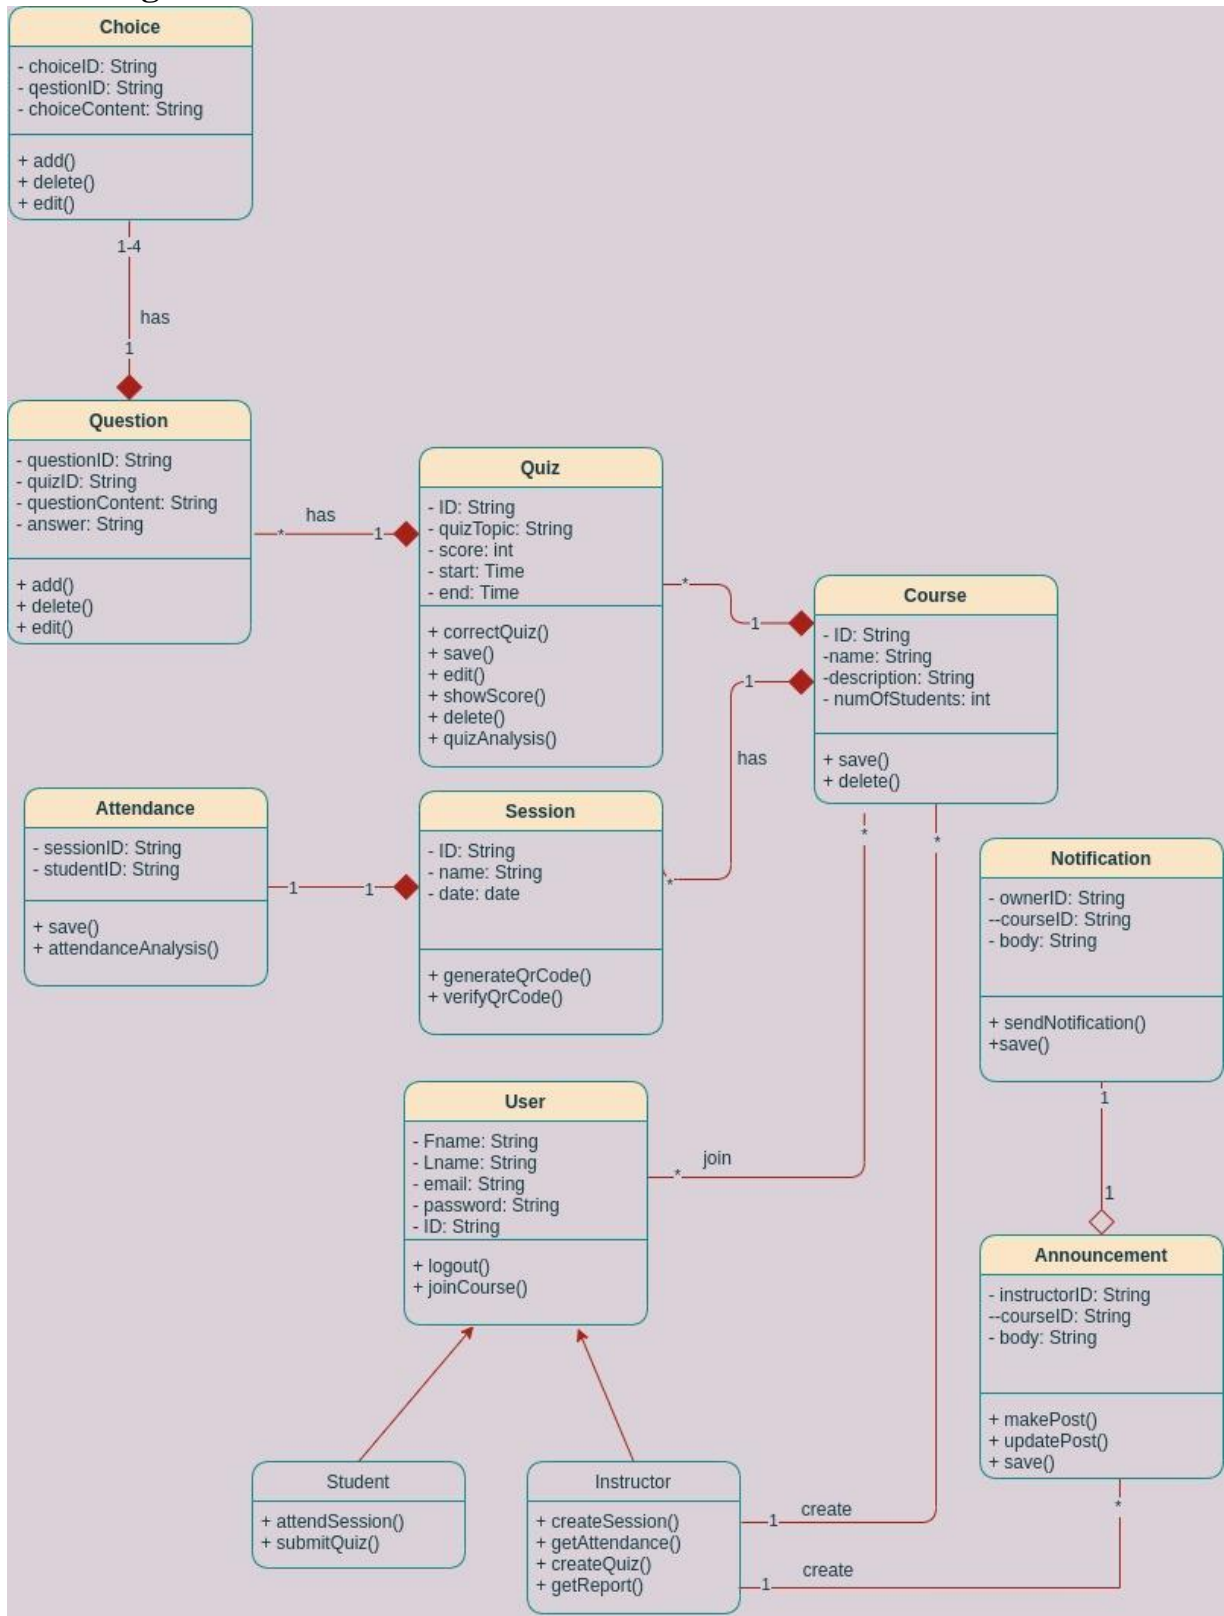 Choice
- choiceID: String
- qestionID: String
- choiceContent: String
+ add()
+ delete()
+ edit()
1-4
has
1
Question
- questionID: String
- quizID: String
- questionContent: String
- answer: String
+ add()
+ delete()
+ edit()
*
has
1
Quiz
- ID: String
- quizTopic: String
- score: int
- start: Time
- end: Time
+ correctQuiz()
+ save()
+ edit()
+ showScore()
+ delete()
+ quizAnalysis()
*
1
Course
- ID: String
-name: String
-description: String
- numOfStudents: int
+ save()
+ delete()
1
has
*
Attendance
- sessionID: String
- studentID: String
+ save()
+ attendanceAnalysis()
1
1
Session
- ID: String
- name: String
- date: date
+ generateQrCode()
+ verifyQrCode()
*
*
Notification
- ownerID: String
--courseID: String
- body: String
+ sendNotification()
+save()
1
1
User
- Fname: String
- Lname: String
- email: String
- password: String
- ID: String
+ logout()
+ joinCourse()
*
join
Announcement
- instructorID: String
--courseID: String
- body: String
+ makePost()
+ updatePost()
+ save()
*
Student
+ attendSession()
+ submitQuiz()
Instructor
+ createSession()
+ getAttendance()
+ createQuiz()
+ getReport()
1
create
1
create